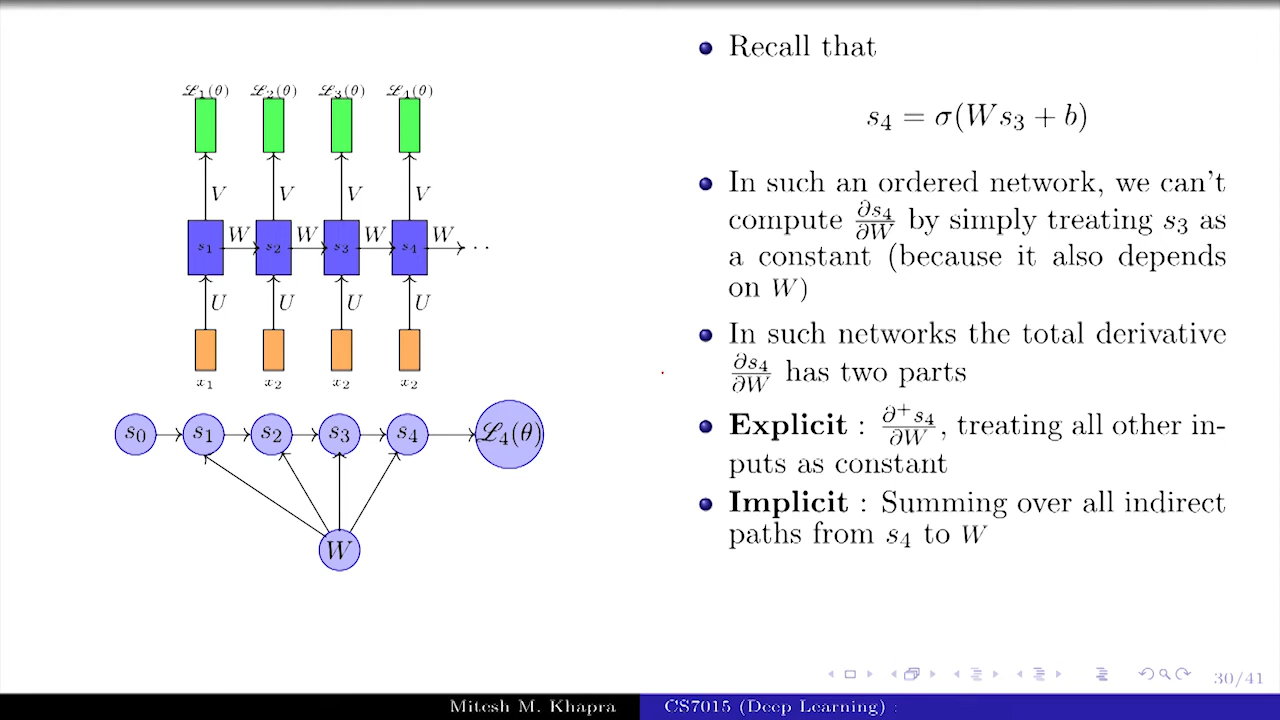 ℒ₁(θ) ℒ₂(θ) ℒ₃(θ) ℒ₄(θ)
V V V V
W W W W
s₁ s₂ s₃ s₄ . .
U U U U
x₁ x₂ x₂ x₂
s₀ s₁ s₂ s₃ s₄ ℒ₄(θ)
W
Recall that
s₄ = σ(Ws₃ + b)
In such an ordered network, we can't
compute ∂s₄/∂W by simply treating s₃ as
a constant (because it also depends
on W)
In such networks the total derivative
∂s₄/∂W has two parts
Explicit : ∂⁺s₄/∂W, treating all other in-
puts as constant
Implicit : Summing over all indirect
paths from s₄ to W
30/41
Mitesh M. Khapra CS7015 (Deep Learning) :